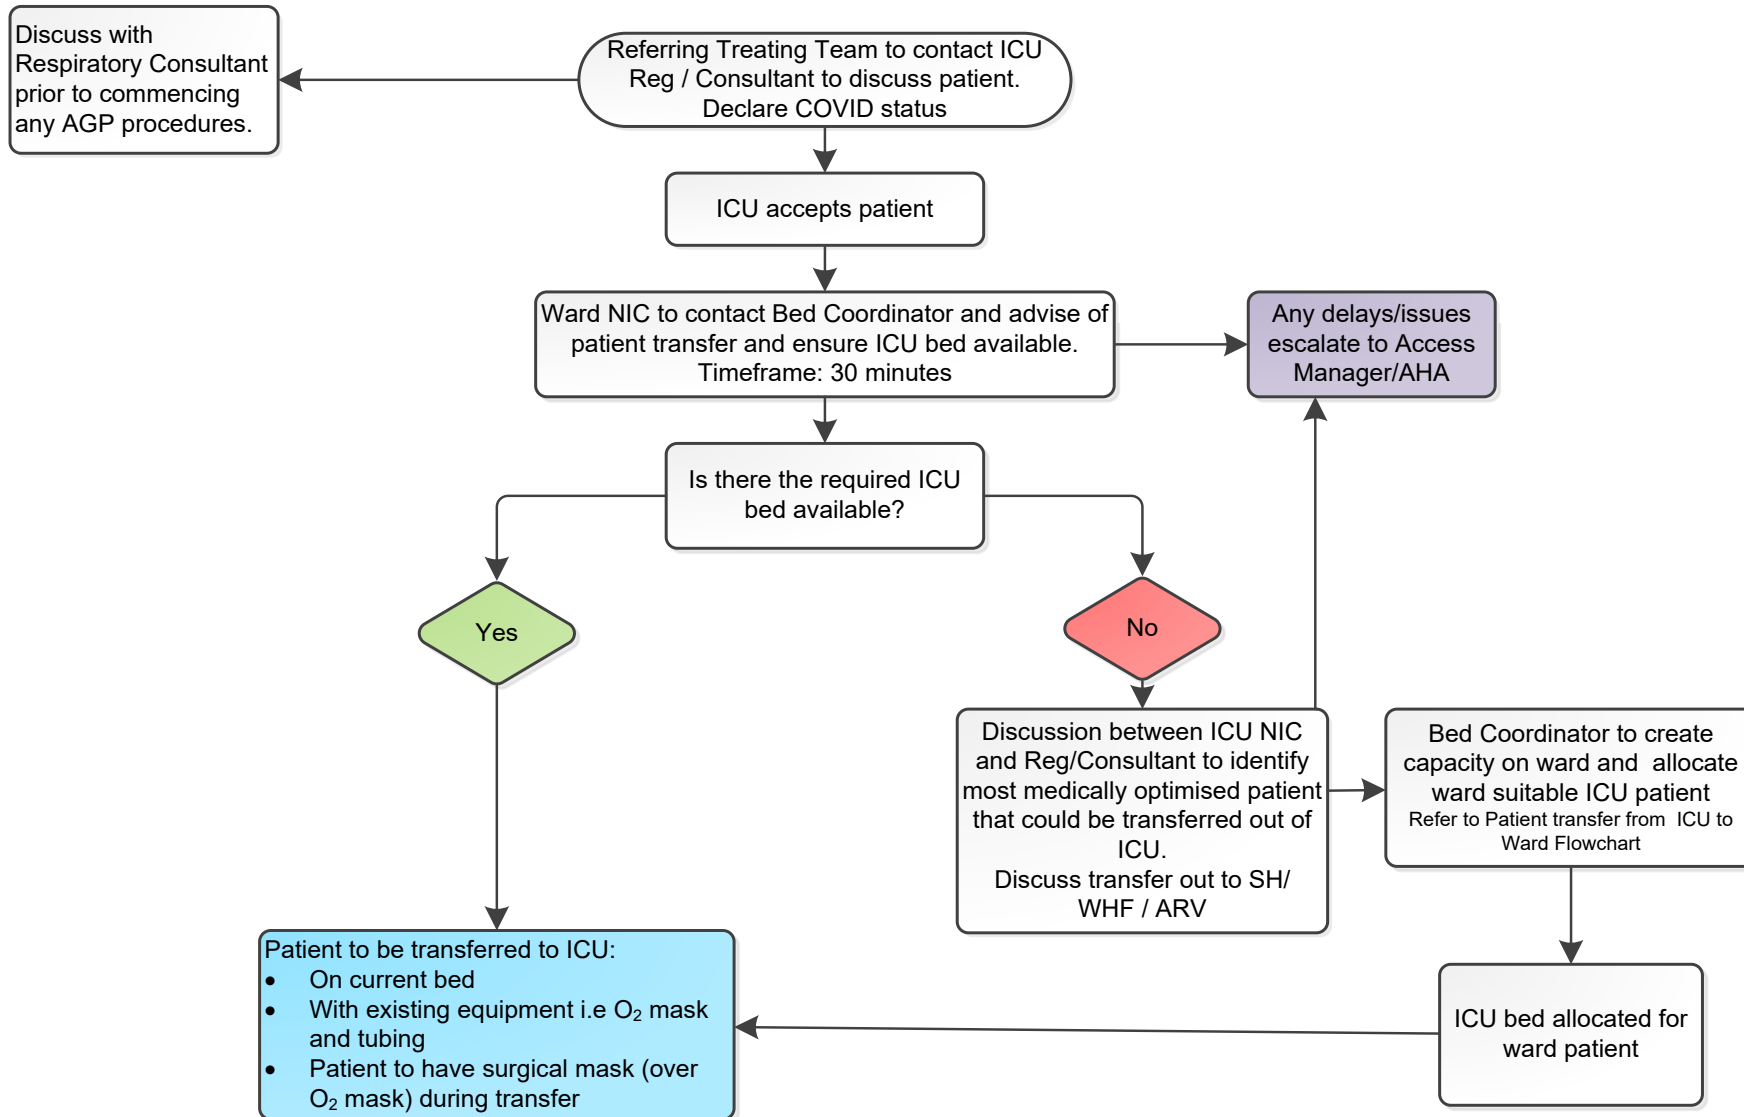 Discuss with
Respiratory Consultant
prior to commencing
any AGP procedures.
Referring Treating Team to contact ICU
Reg / Consultant to discuss patient.
Declare COVID status
ICU accepts patient
Ward NIC to contact Bed Coordinator and advise of
patient transfer and ensure ICU bed available.
Timeframe: 30 minutes
Any delays/issues
escalate to Access
Manager/AHA
Is there the required ICU
bed available?
Yes
No
Discussion between ICU NIC
and Reg/Consultant to identify
most medically optimised patient
that could be transferred out of
ICU.
Discuss transfer out to SH/
WHF / ARV
Bed Coordinator to create
capacity on ward and  allocate
ward suitable ICU patient
Refer to Patient transfer from  ICU to
Ward Flowchart
Patient to be transferred to ICU:
• On current bed
• With existing equipment i.e O₂ mask
and tubing
• Patient to have surgical mask (over
O₂ mask) during transfer
ICU bed allocated for
ward patient